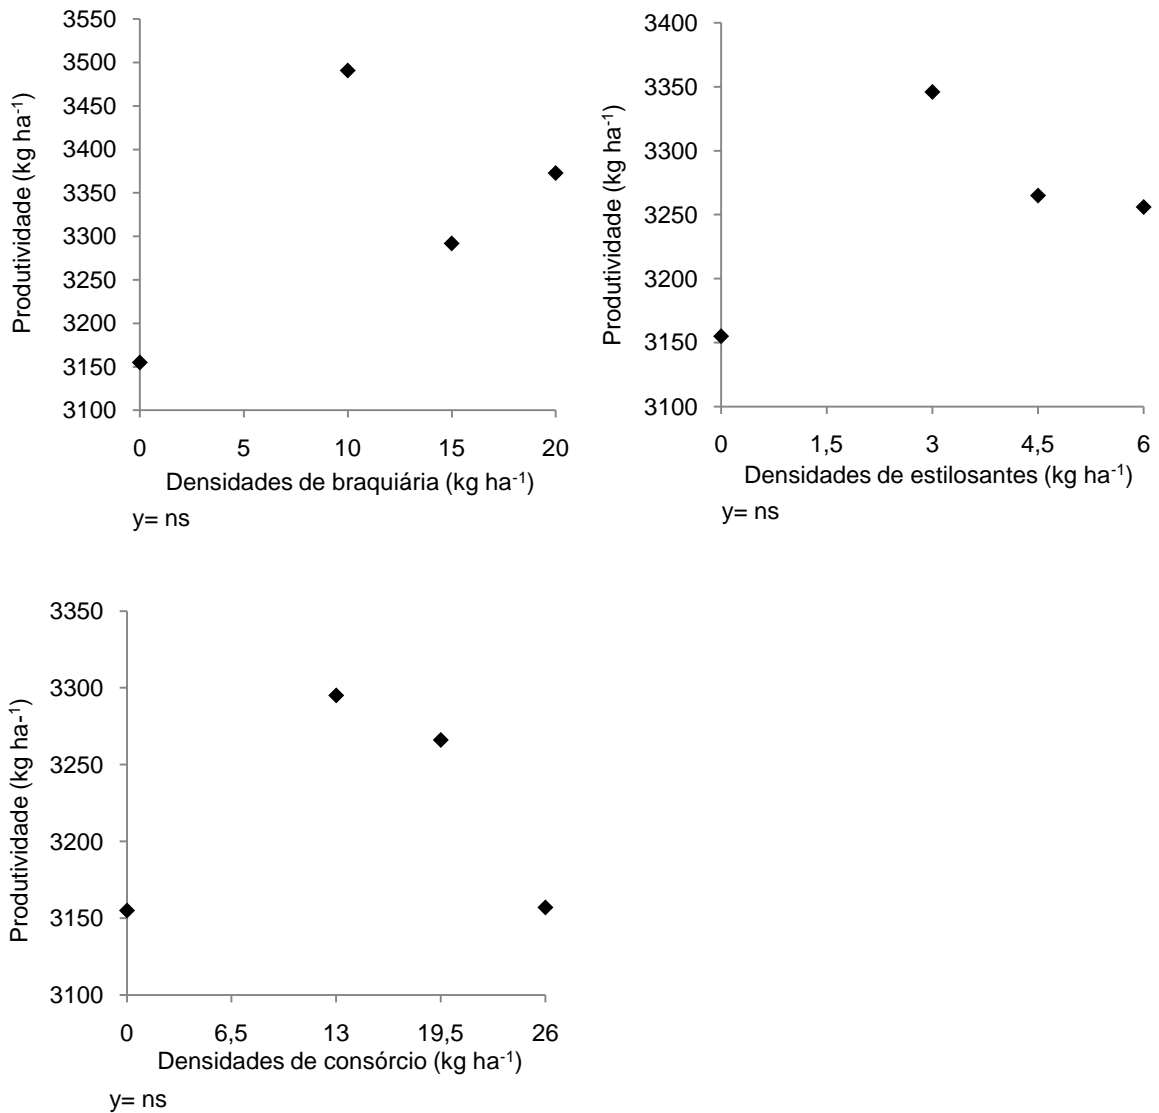 3550
3500
3450
3400
3350
3300
3250
3200
3150
3100
Produtividade (kg ha⁻¹)
0 5 10 15 20
Densidades de braquiária (kg ha⁻¹)
y= ns
3400
3350
3300
3250
3200
3150
3100
Produtividade (kg ha⁻¹)
0 1,5 3 4,5 6
Densidades de estilosantes (kg ha⁻¹)
y= ns
3350
3300
3250
3200
3150
3100
Produtividade (kg ha-¹)
0 6,5 13 19,5 26
Densidades de consórcio (kg ha⁻¹)
y= ns